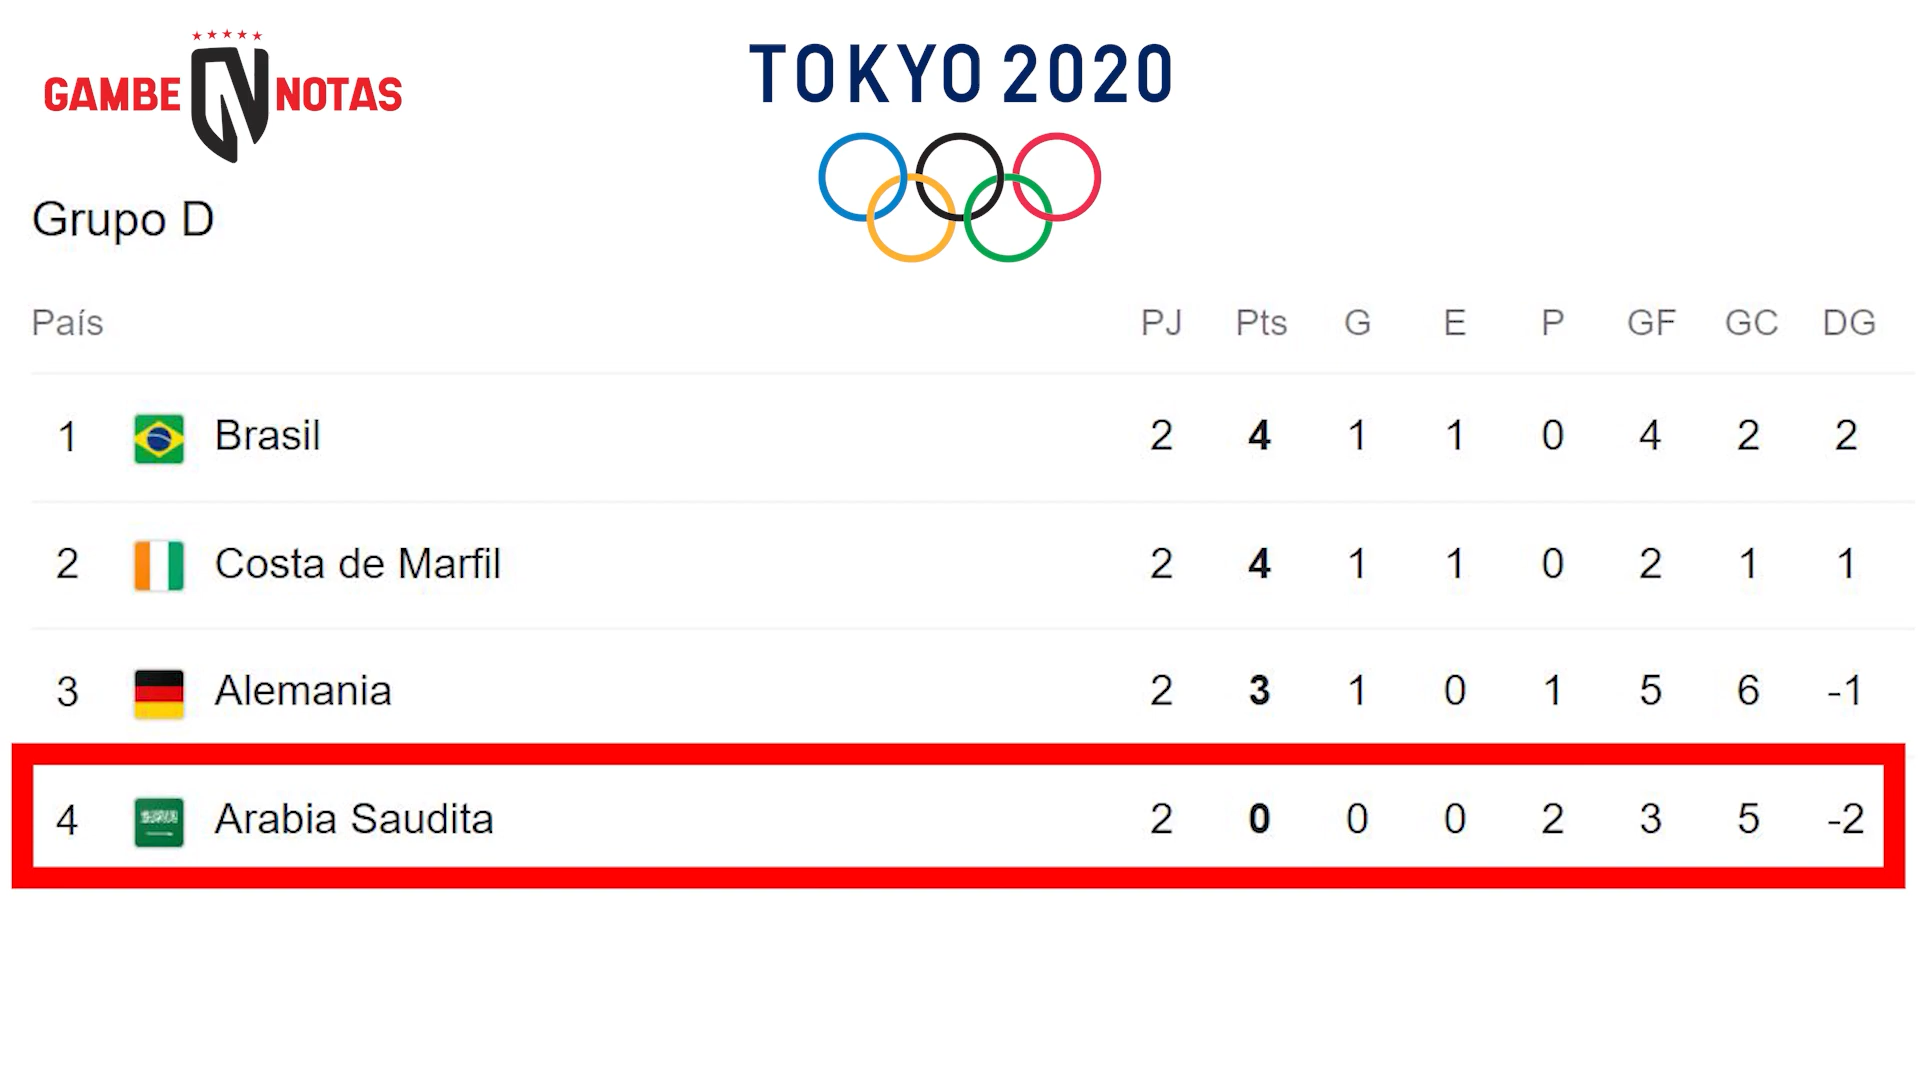 GAMBE N NOTAS
TOKYO 2020
Grupo D
País PJ Pts G E P GF GC DG
1 Brasil 2 4 1 1 0 4 2 2
2 Costa de Marfil 2 4 1 1 0 2 1 1
3 Alemania 2 3 1 0 1 5 6 -1
4 Arabia Saudita 2 0 0 0 2 3 5 -2